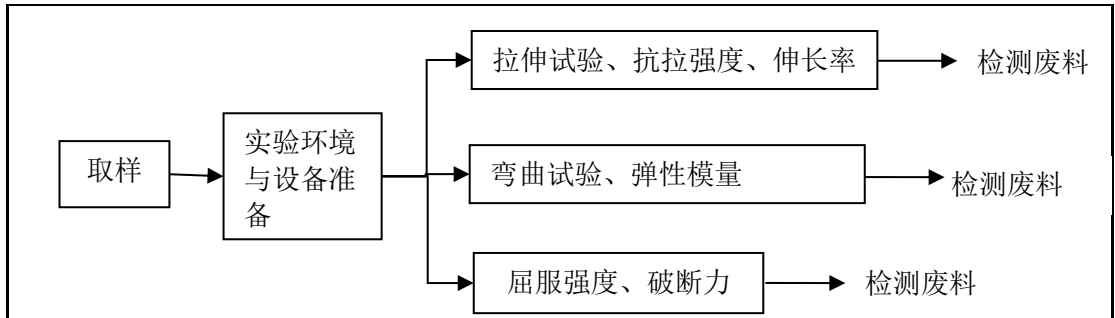 拉伸试验、抗拉强度、伸长率
检测废料
取样
实验环境
与设备准
备
弯曲试验、弹性模量
检测废料
屈服强度、破断力
检测废料